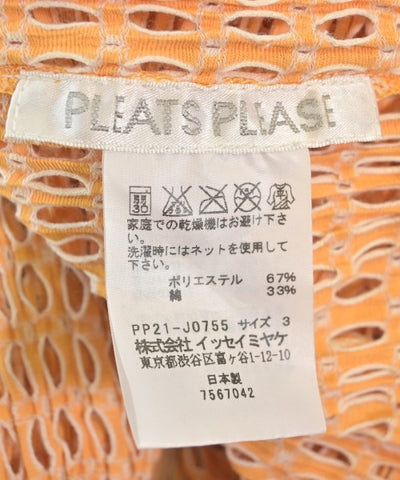 PLEATS PLEASE
30
家庭での乾燥機はお避け下さい。
洗濯時にはネットを使用して下さい。
ポリエステル 67%
綿 33%
PP21-J0755 サイズ 3
株式会社 イッセイミヤケ
東京都渋谷区富ヶ谷1-12-10
日本製
7567042